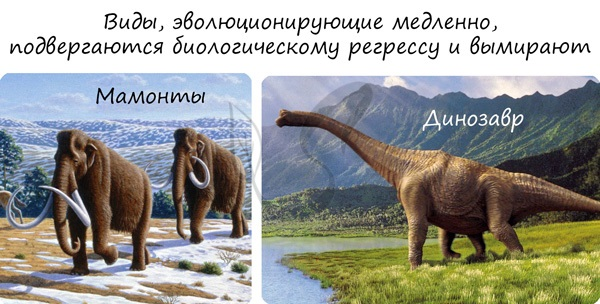 Виды, эволюционирующие медленно,
подвергаются биологическому регрессу и вымирают
Мамонты
Динозавр